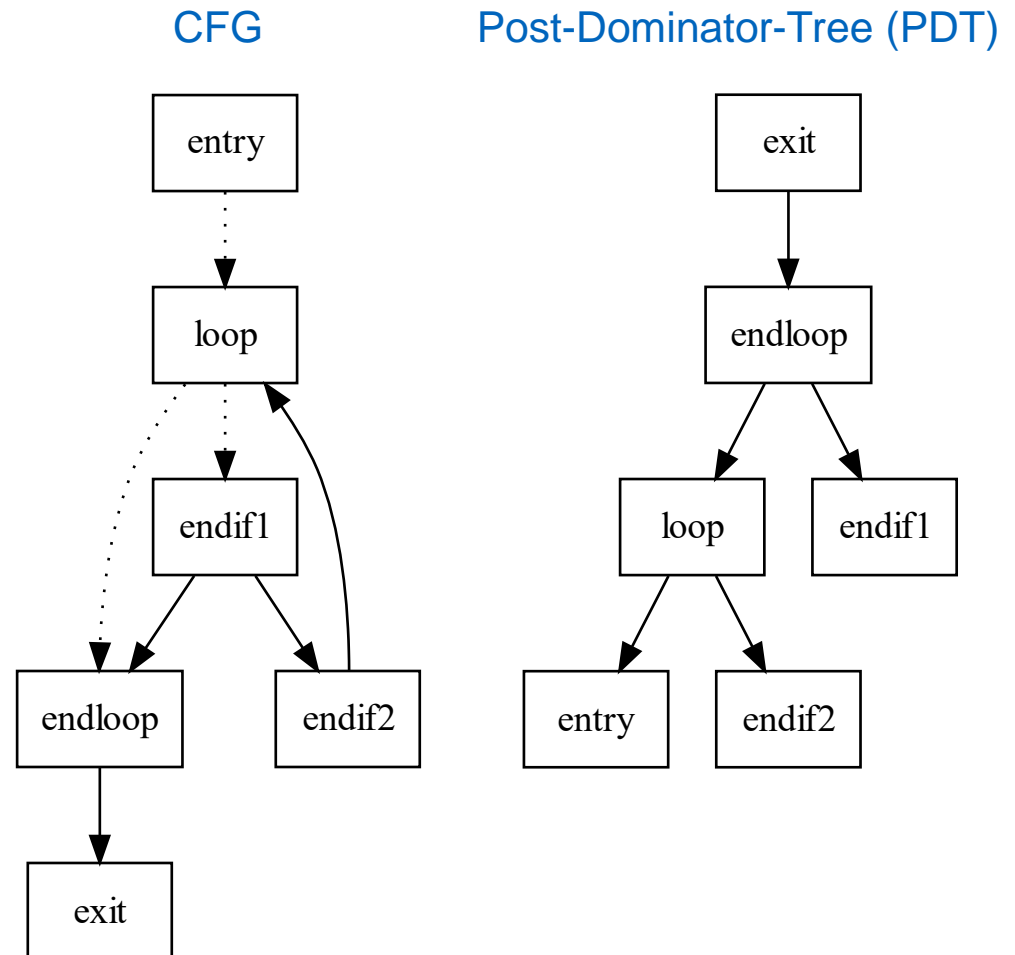 CFG
entry
loop
endif1
endloop
endif2
exit
Post-Dominator-Tree (PDT)
exit
endloop
loop
endif1
entry
endif2